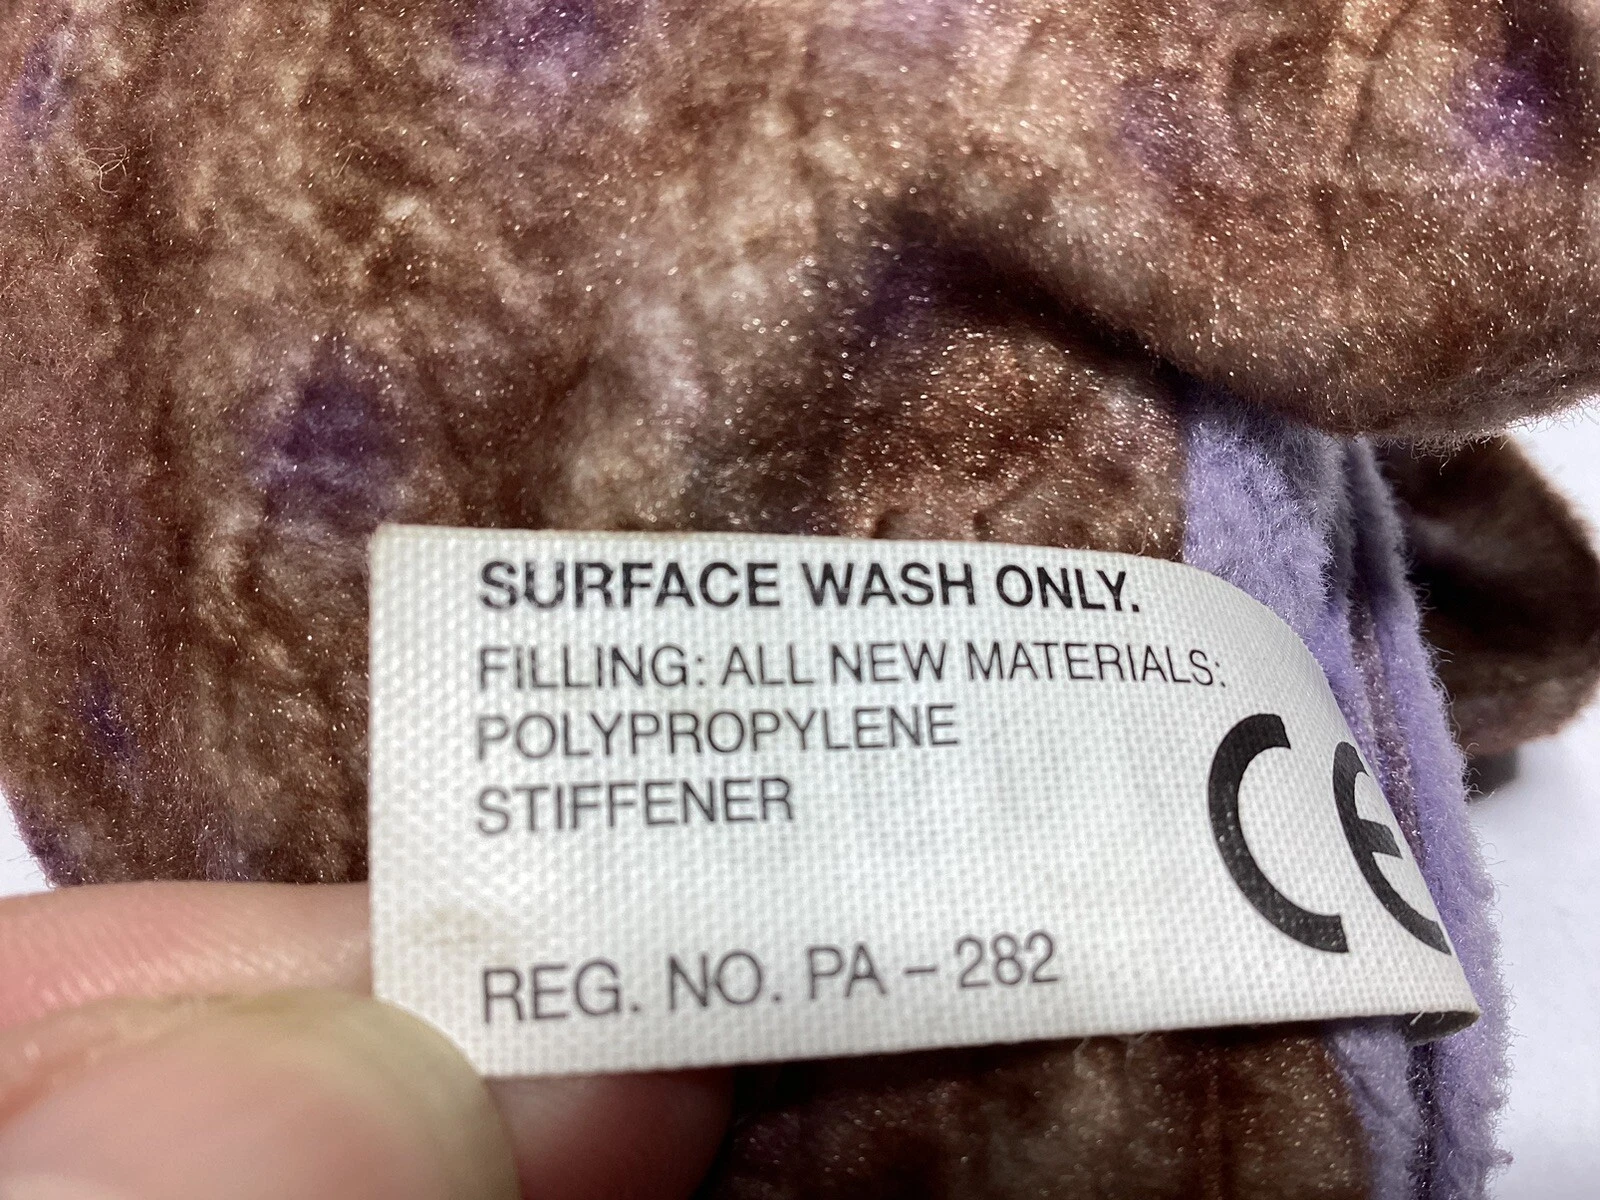 SURFACE WASH ONLY.
FILLING: ALL NEW MATERIALS:
POLYPROPYLENE
STIFFENER
CE
REG. NO. PA – 282